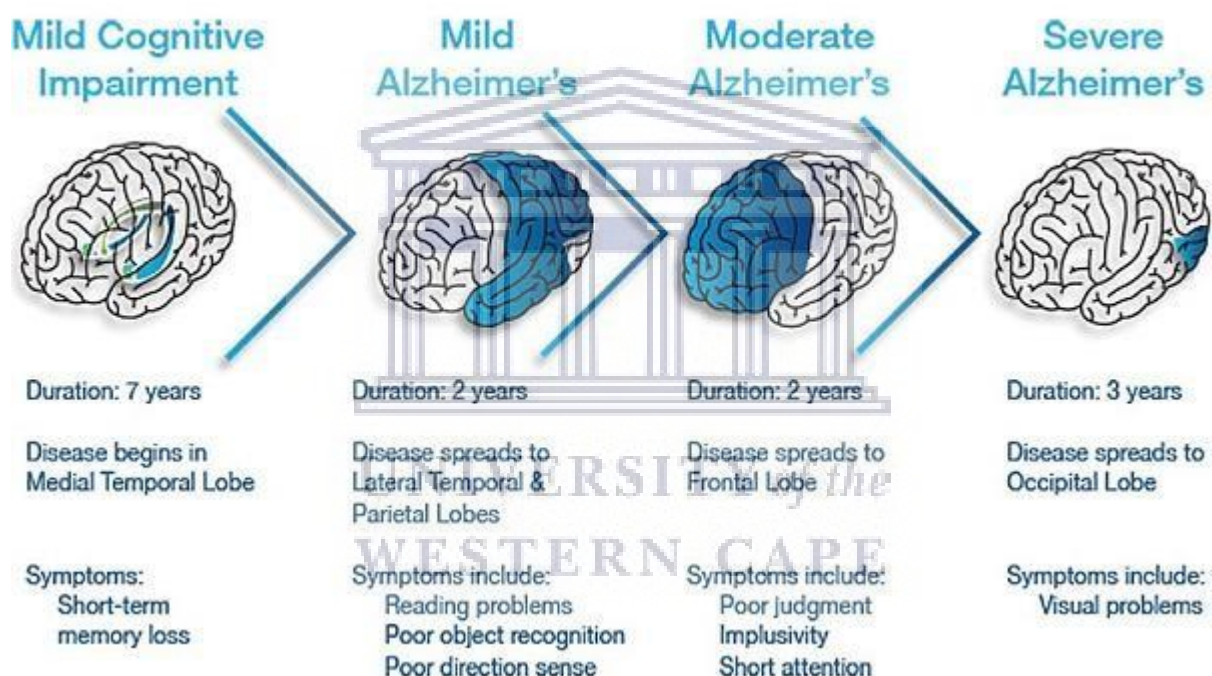 Mild Cognitive
Impairment
Mild
Alzheimer's
Moderate
Alzheimer's
Severe
Alzheimer's
Duration: 7 years
Disease begins in
Medial Temporal Lobe
Symptoms:
Short-term
memory loss
Duration: 2 years
Disease spreads to
Lateral Temporal &
Parietal Lobes
Symptoms include:
Reading problems
Poor object recognition
Poor direction sense
Duration: 2 years
Disease spreads to
Frontal Lobe
Symptoms include:
Poor judgment
Implusivity
Short attention
Duration: 3 years
Disease spreads to
Occipital Lobe
Symptoms include:
Visual problems
UNIVERSITY of the
WESTERN CAPE